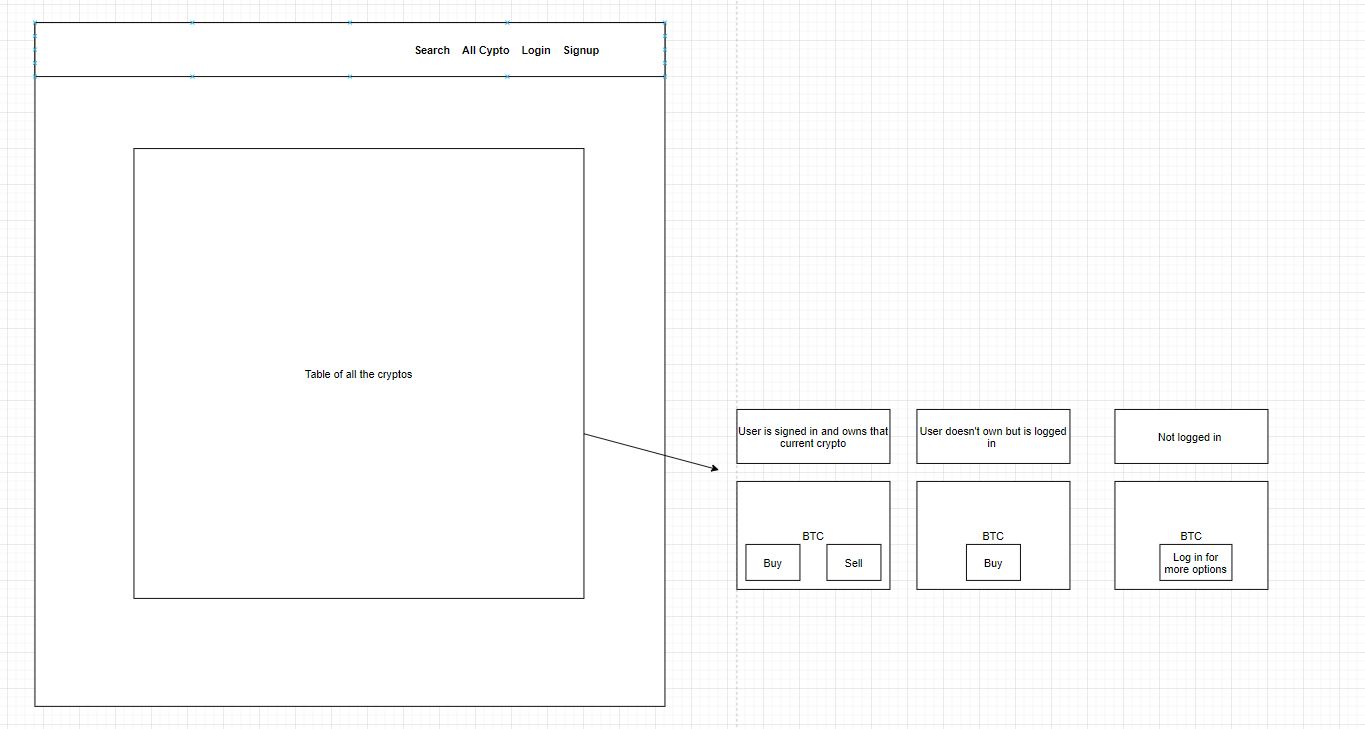 Search All Cypto Login Signup
Table of all the cryptos
User is signed in and owns that
current crypto
User doesn't own but is logged
in
Not logged in
BTC
Buy Sell
BTC
Buy
BTC
Log in for
more options